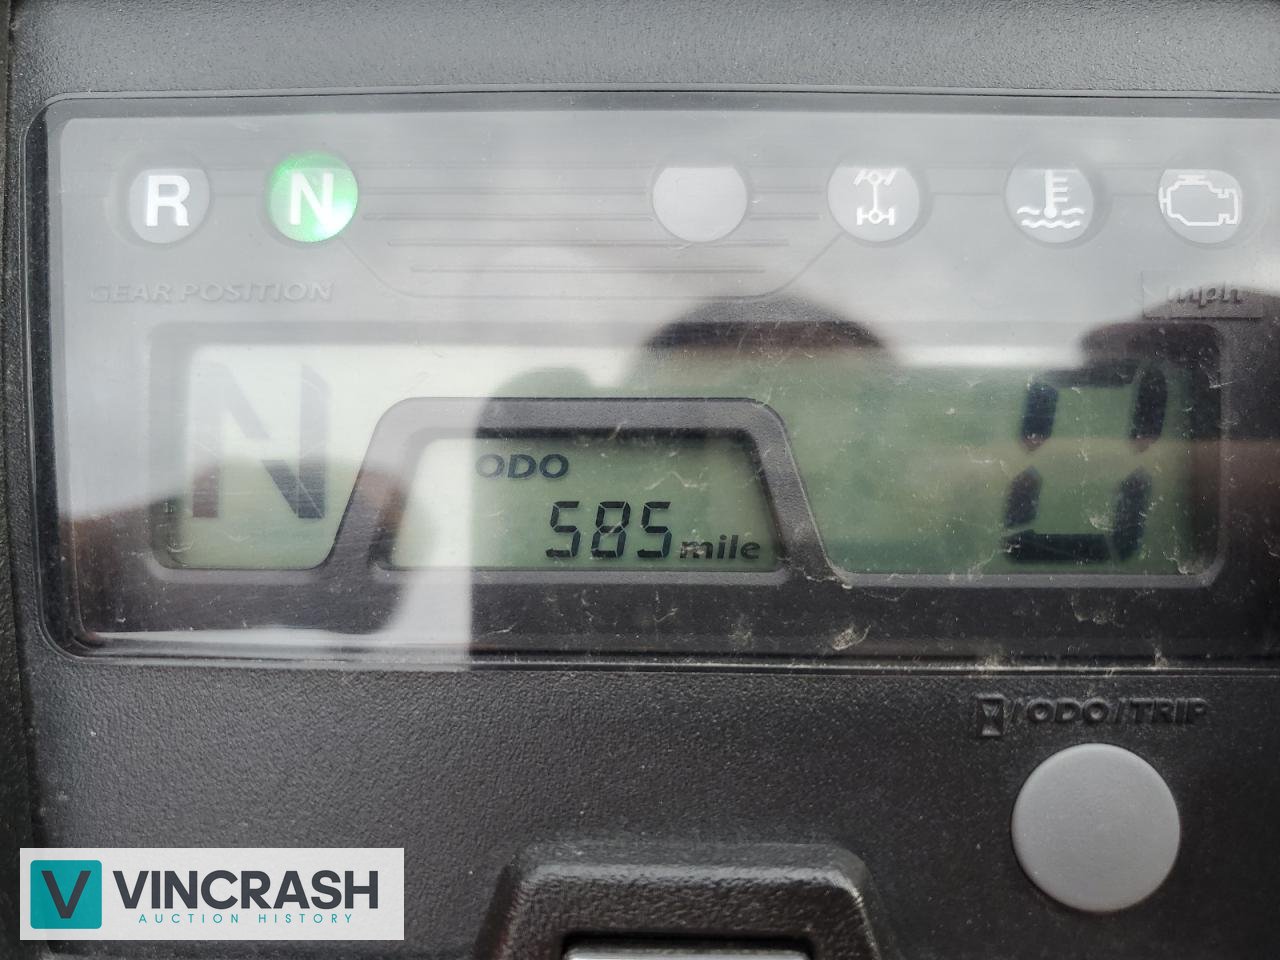 R N
GEAR POSITION
mph
N
0
ODO
585 mile
/ODO/TRIP
V VINCRASH
AUCTION HISTORY